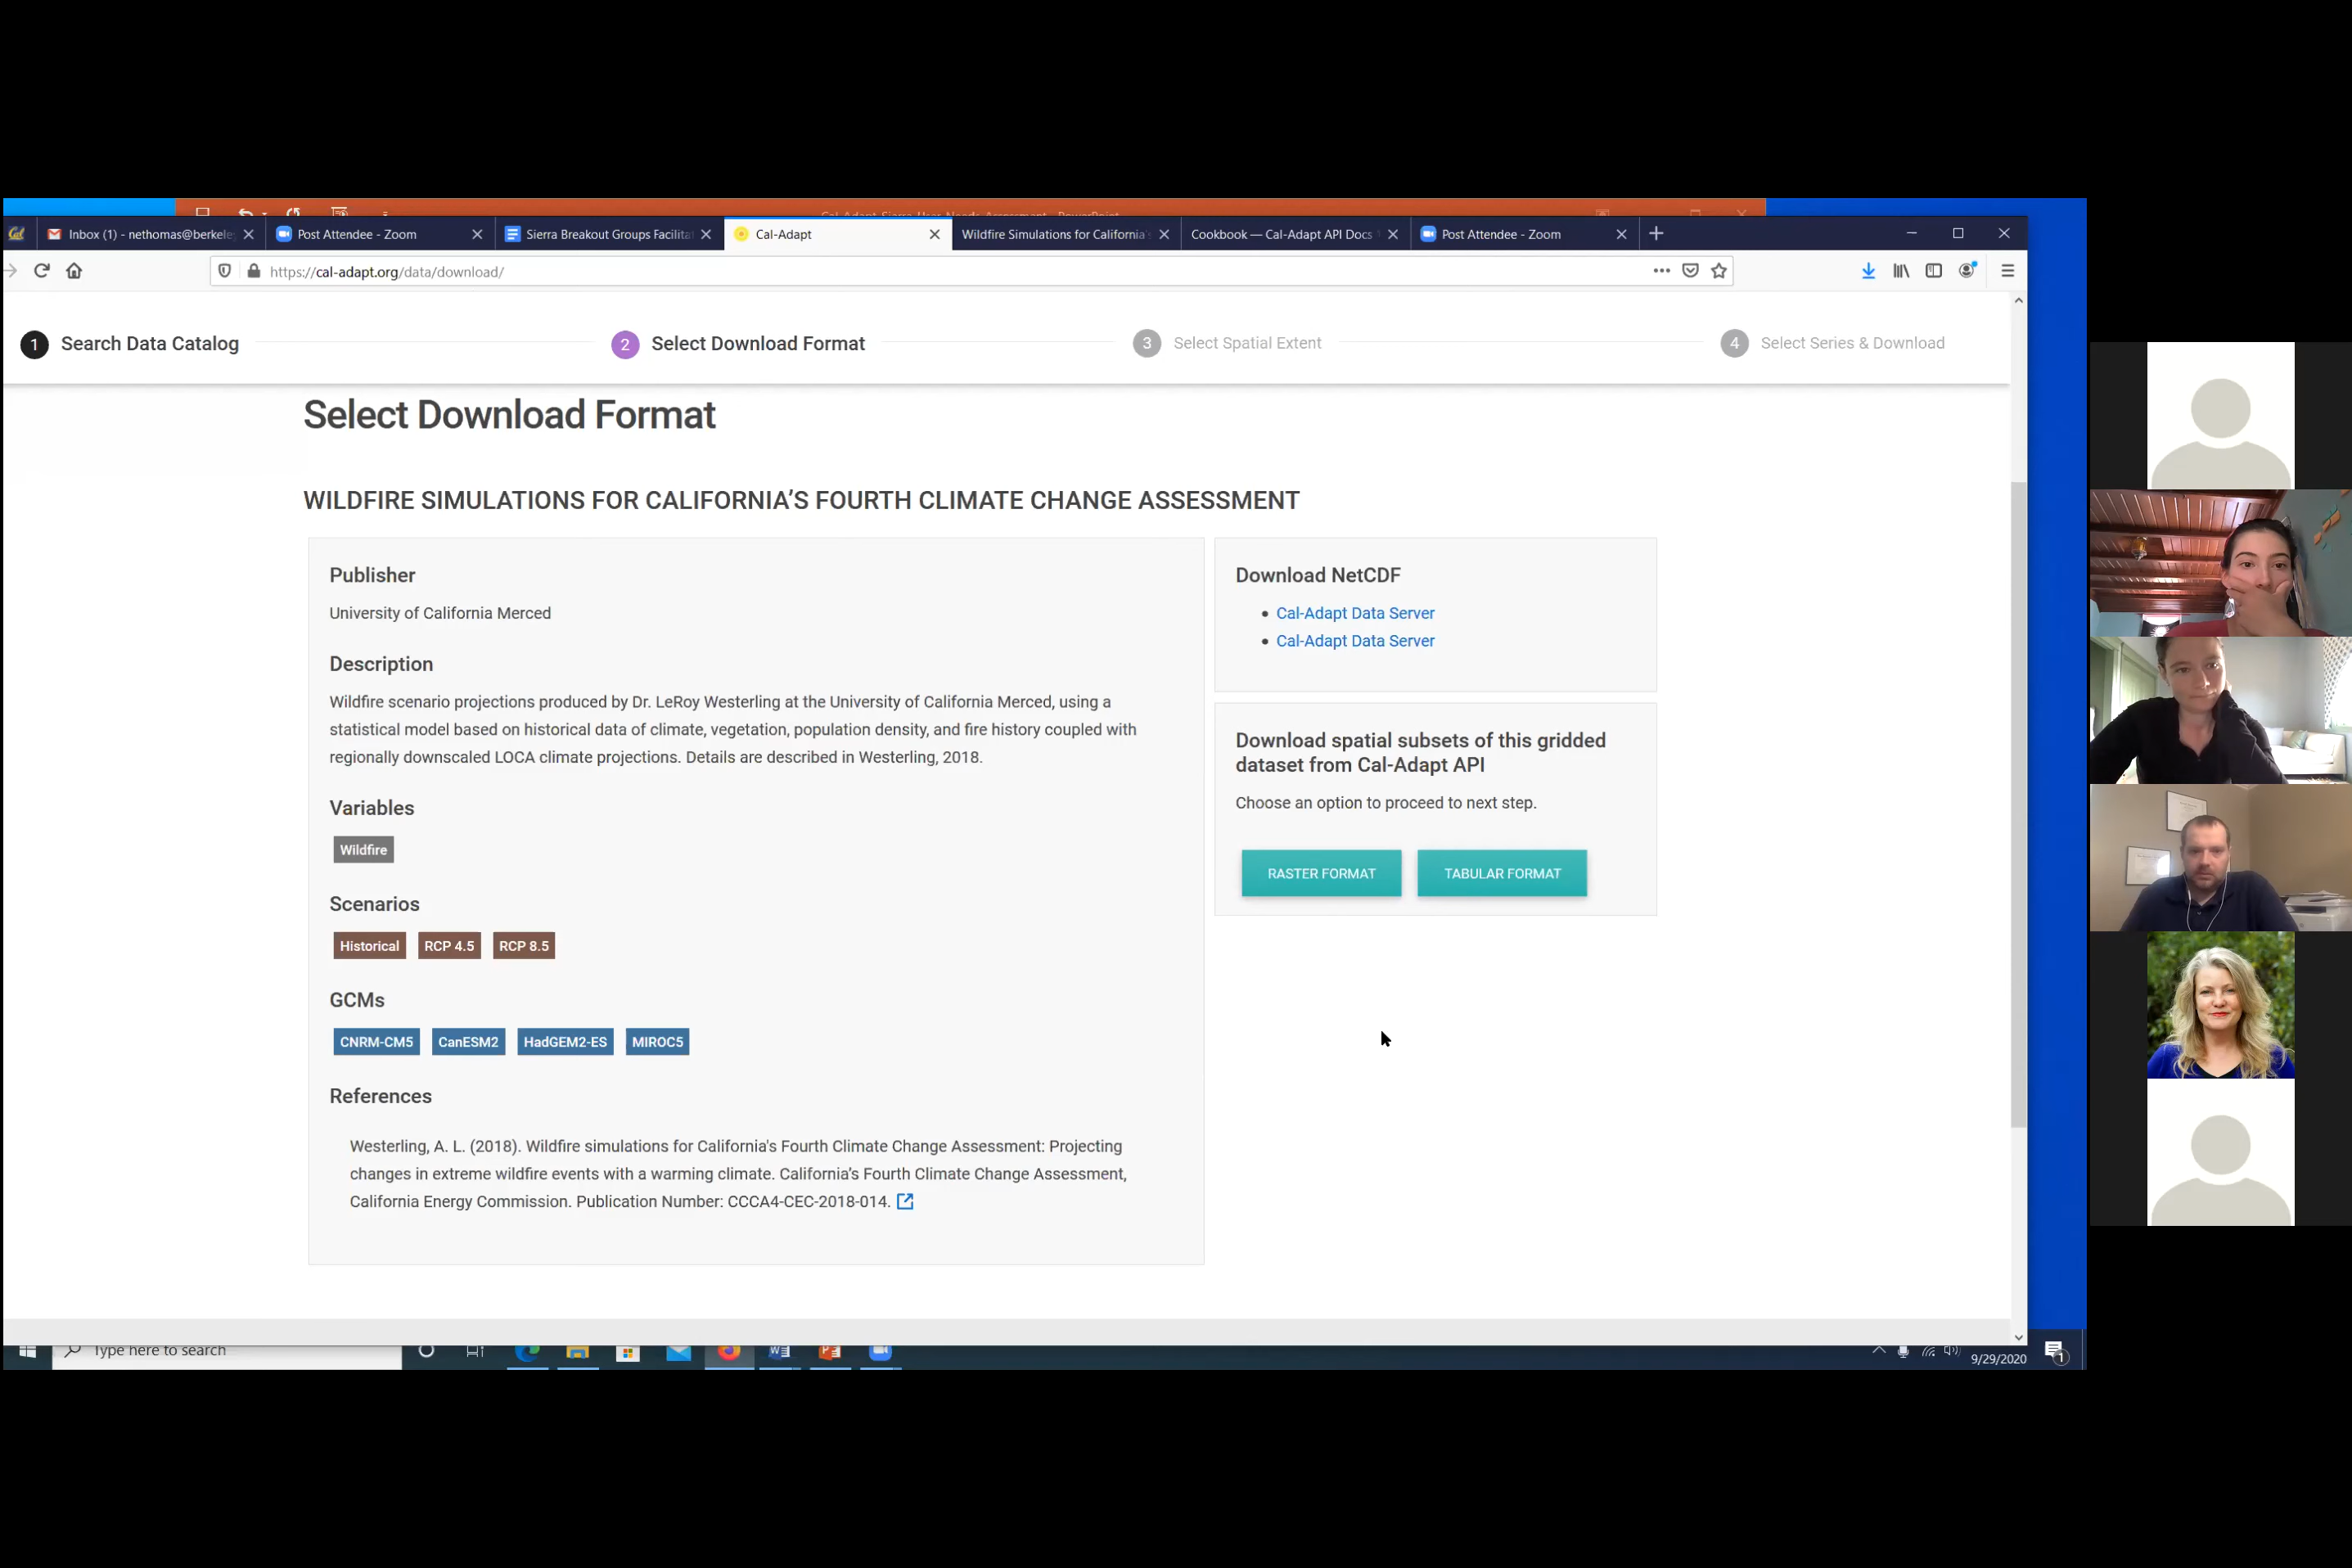 Cal-Adapt Sierra User Needs Assessment - PowerPoint
Cal
Inbox (1) - nethomas@berkele
Post Attendee - Zoom
Sierra Breakout Groups Facilitat
Cal-Adapt
Wildfire Simulations for California'
Cookbook — Cal-Adapt API Docs
Post Attendee - Zoom
https://cal-adapt.org/data/download/
1 Search Data Catalog
2 Select Download Format
3 Select Spatial Extent
4 Select Series & Download
Select Download Format
WILDFIRE SIMULATIONS FOR CALIFORNIA’S FOURTH CLIMATE CHANGE ASSESSMENT
Publisher
University of California Merced
Description
Wildfire scenario projections produced by Dr. LeRoy Westerling at the University of California Merced, using a
statistical model based on historical data of climate, vegetation, population density, and fire history coupled with
regionally downscaled LOCA climate projections. Details are described in Westerling, 2018.
Variables
Wildfire
Scenarios
Historical RCP 4.5 RCP 8.5
GCMs
CNRM-CM5 CanESM2 HadGEM2-ES MIROC5
References
Westerling, A. L. (2018). Wildfire simulations for California's Fourth Climate Change Assessment: Projecting
changes in extreme wildfire events with a warming climate. California’s Fourth Climate Change Assessment,
California Energy Commission. Publication Number: CCCA4-CEC-2018-014.
Download NetCDF
• Cal-Adapt Data Server
• Cal-Adapt Data Server
Download spatial subsets of this gridded
dataset from Cal-Adapt API
Choose an option to proceed to next step.
RASTER FORMAT TABULAR FORMAT
Type here to search
9/29/2020
1